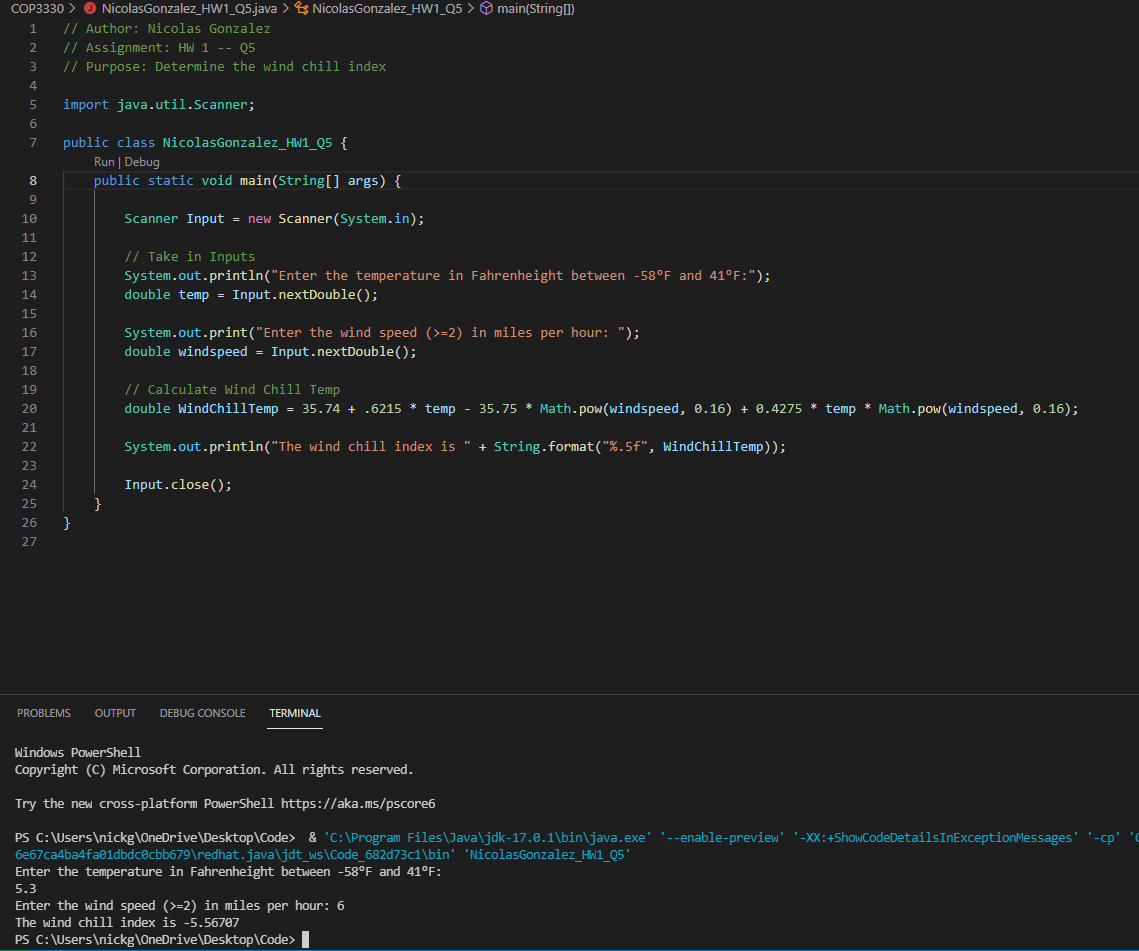 COP3330 > NicolasGonzalez_HW1_Q5.java > NicolasGonzalez_HW1_Q5 > main(String[])
1 // Author: Nicolas Gonzalez
2 // Assignment: HW 1 -- Q5
3 // Purpose: Determine the wind chill index
4
5 import java.util.Scanner;
6
7 public class NicolasGonzalez_HW1_Q5 {
Run | Debug
8 public static void main(String[] args) {
9
10 Scanner Input = new Scanner(System.in);
11
12 // Take in Inputs
13 System.out.println("Enter the temperature in Fahrenheight between -58ºF and 41ºF:");
14 double temp = Input.nextDouble();
15
16 System.out.print("Enter the wind speed (>=2) in miles per hour: ");
17 double windspeed = Input.nextDouble();
18
19 // Calculate Wind Chill Temp
20 double WindChillTemp = 35.74 + .6215 * temp - 35.75 * Math.pow(windspeed, 0.16) + 0.4275 * temp * Math.pow(windspeed, 0.16);
21
22 System.out.println("The wind chill index is " + String.format("%.5f", WindChillTemp));
23
24 Input.close();
25 }
26 }
27
PROBLEMS OUTPUT DEBUG CONSOLE TERMINAL
Windows PowerShell
Copyright (C) Microsoft Corporation. All rights reserved.
Try the new cross-platform PowerShell https://aka.ms/pscore6
PS C:\Users\nickg\OneDrive\Desktop\Code>  & 'C:\Program Files\Java\jdk-17.0.1\bin\java.exe' '--enable-preview' '-XX:+ShowCodeDetailsInExceptionMessages' '-cp'
6e67ca4ba4fa01dbdc0cbb679\redhat.java\jdt_ws\Code_682d73c1\bin' 'NicolasGonzalez_HW1_Q5'
Enter the temperature in Fahrenheight between -58ºF and 41ºF:
5.3
Enter the wind speed (>=2) in miles per hour: 6
The wind chill index is -5.56707
PS C:\Users\nickg\OneDrive\Desktop\Code>